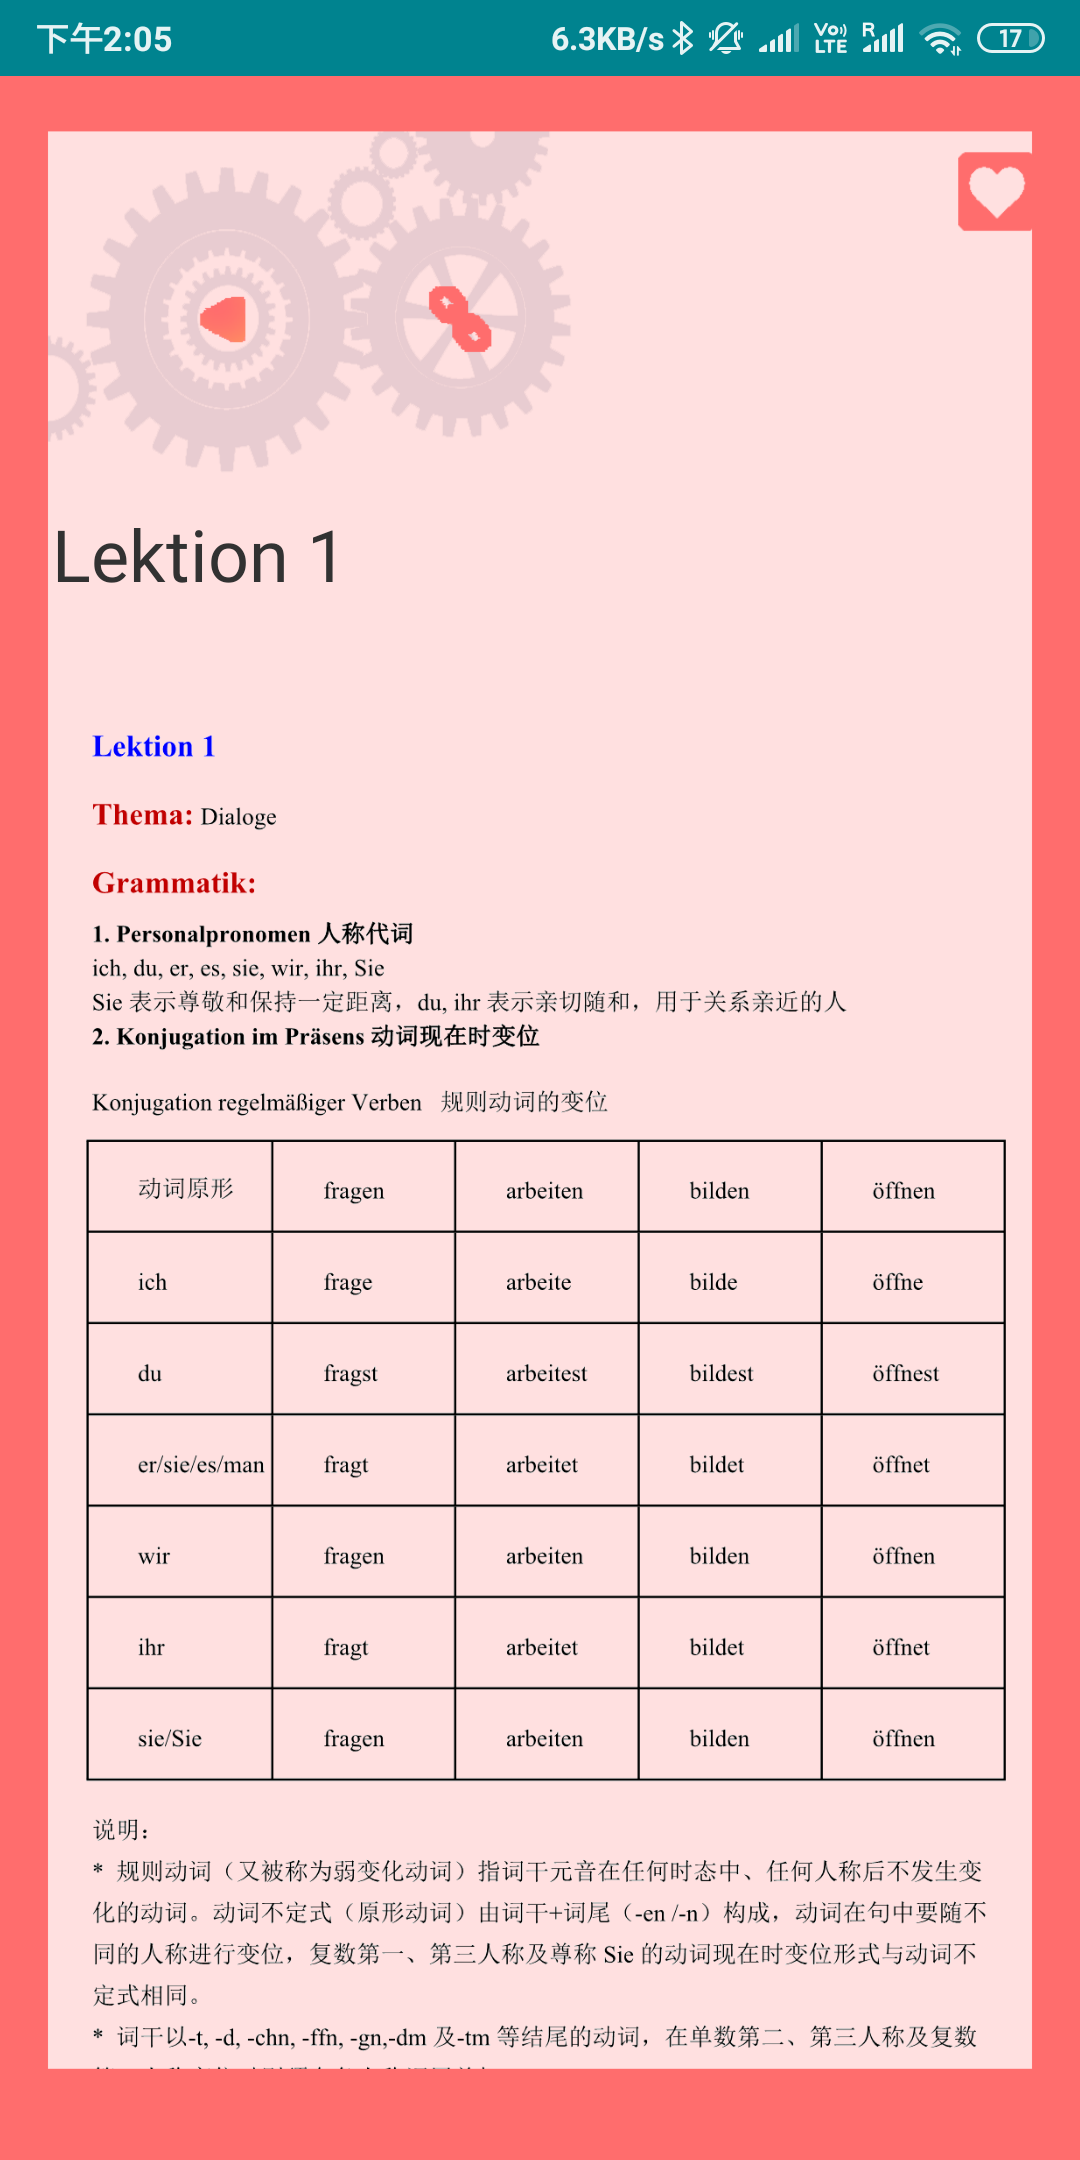 下午2:05 6.3KB/s Vo)) LTE R 17
Lektion 1
Lektion 1
Thema: Dialoge
Grammatik:
1. Personalpronomen 人称代词
ich, du, er, es, sie, wir, ihr, Sie
Sie 表示尊敬和保持一定距离，du, ihr 表示亲切随和，用于关系亲近的人
2. Konjugation im Präsens 动词现在时变位
Konjugation regelmäßiger Verben 规则动词的变位
动词原形 fragen arbeiten bilden öffnen
ich frage arbeite bilde öffne
du fragst arbeitest bildest öffnest
er/sie/es/man fragt arbeitet bildet öffnet
wir fragen arbeiten bilden öffnen
ihr fragt arbeitet bildet öffnet
sie/Sie fragen arbeiten bilden öffnen
说明：
* 规则动词（又被称为弱变化动词）指词干元音在任何时态中、任何人称后不发生变
化的动词。动词不定式（原形动词）由词干+词尾（-en /-n）构成，动词在句中要随不
同的人称进行变位，复数第一、第三人称及尊称 Sie 的动词现在时变位形式与动词不
定式相同。
* 词干以-t, -d, -chn, -ffn, -gn,-dm 及-tm 等结尾的动词，在单数第二、第三人称及复数